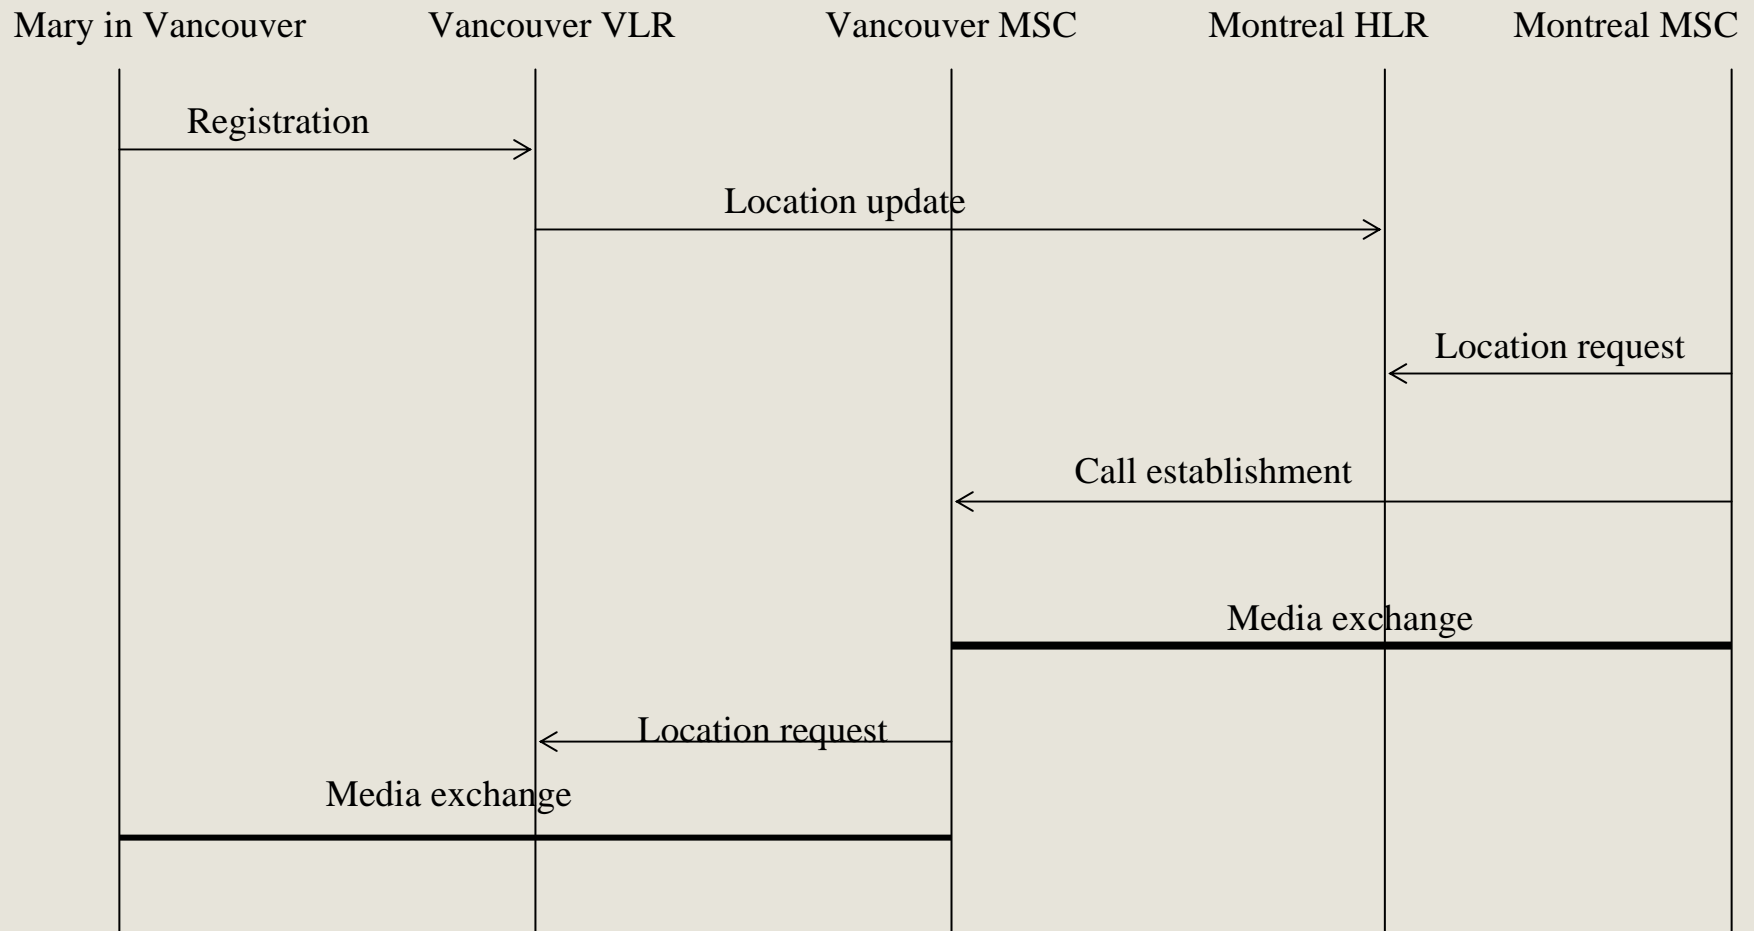 Mary in Vancouver Vancouver VLR Vancouver MSC Montreal HLR Montreal MSC
Registration
Location update
Location request
Call establishment
Media exchange
Location request
Media exchange